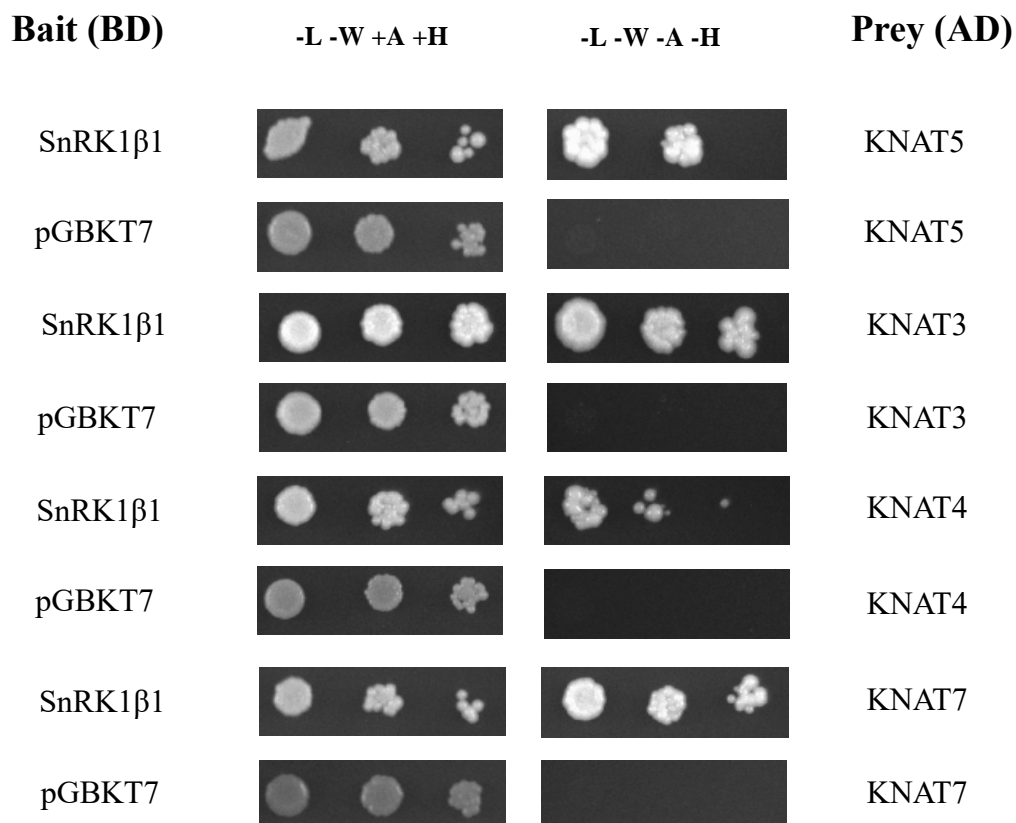 Bait (BD) -L -W +A +H -L -W -A -H Prey (AD)
SnRK1β1 KNAT5
pGBKT7 KNAT5
SnRK1β1 KNAT3
pGBKT7 KNAT3
SnRK1β1 KNAT4
pGBKT7 KNAT4
SnRK1β1 KNAT7
pGBKT7 KNAT7